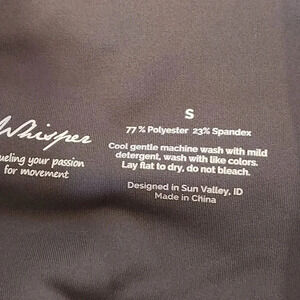 Whisper
ueling your passion
for movement
S
77 % Polyester 23% Spandex
Cool gentle machine wash with mild
detergent, wash with like colors.
Lay flat to dry, do not bleach.
Designed in Sun Valley, ID
Made in China